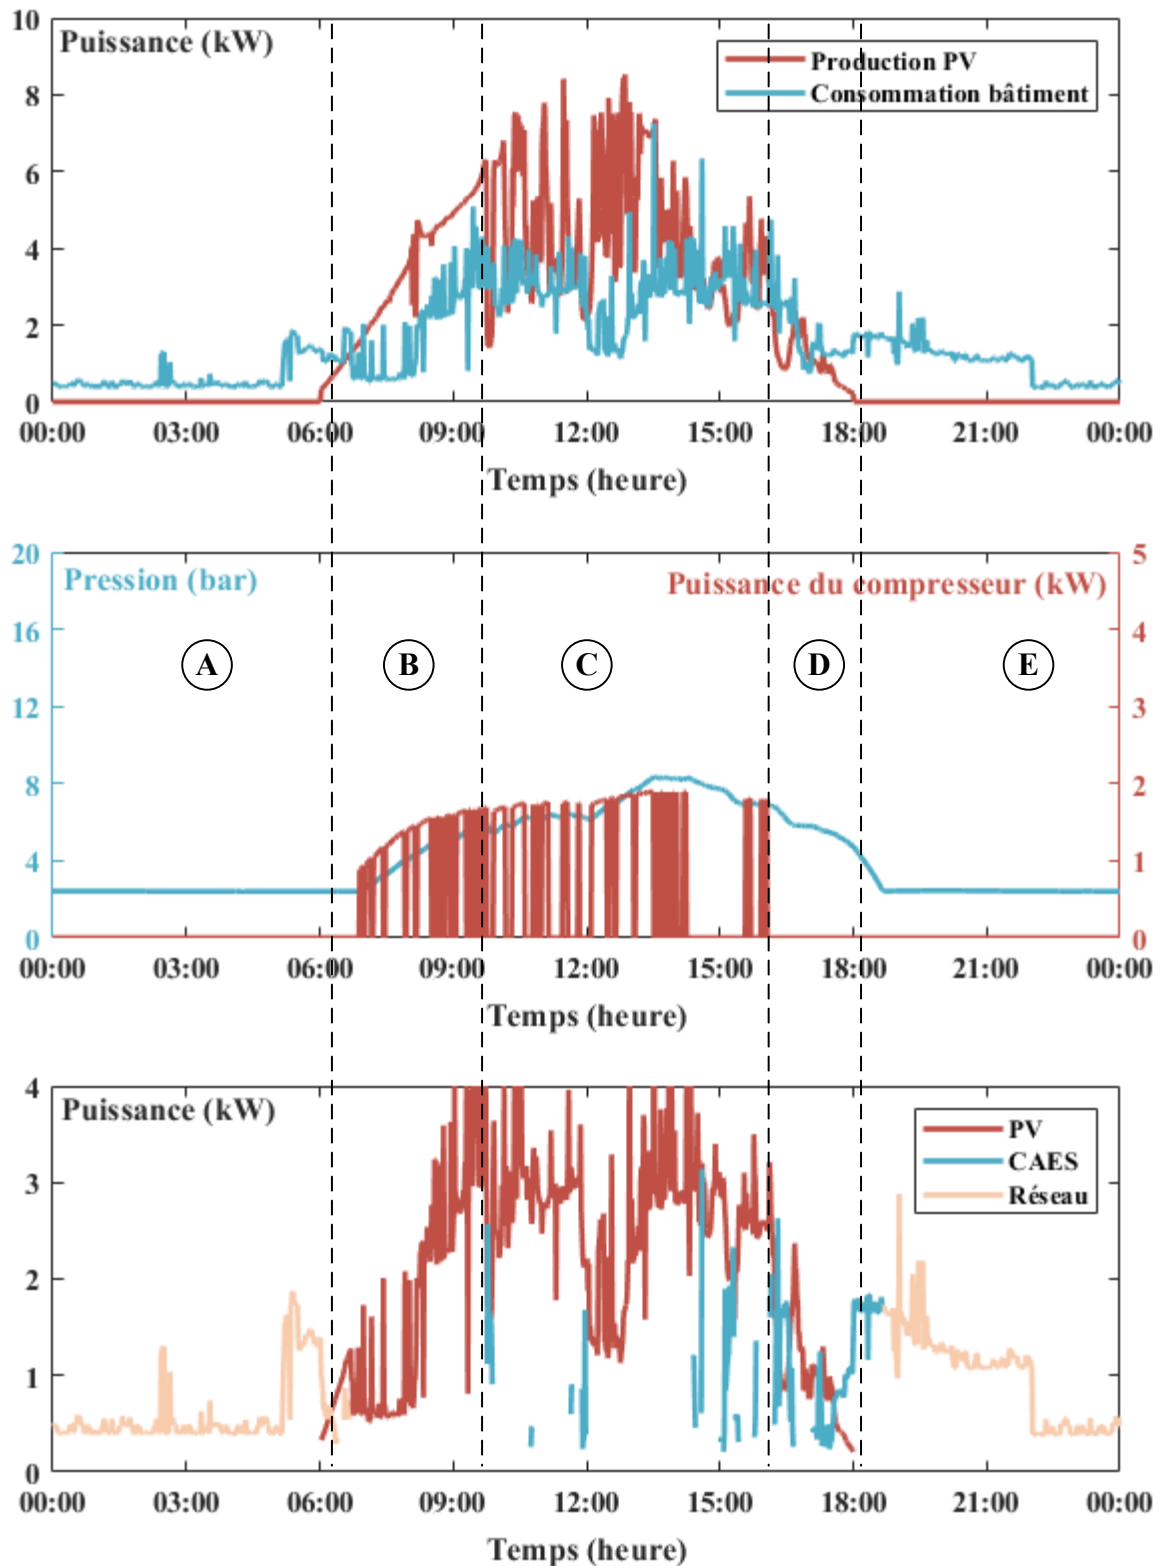 10
Puissance (kW)
Production PV
Consommation bâtiment
8
6
4
2
0
00:00 03:00 06:00 09:00 12:00 15:00 18:00 21:00 00:00
Temps (heure)
20 5
Pression (bar) Puissance du compresseur (kW)
16 4
A B C D E
12 3
8 2
4 1
0 0
00:00 03:00 06:00 09:00 12:00 15:00 18:00 21:00 00:00
Temps (heure)
4
Puissance (kW)
PV
CAES
Réseau
3
2
1
0
00:00 03:00 06:00 09:00 12:00 15:00 18:00 21:00 00:00
Temps (heure)